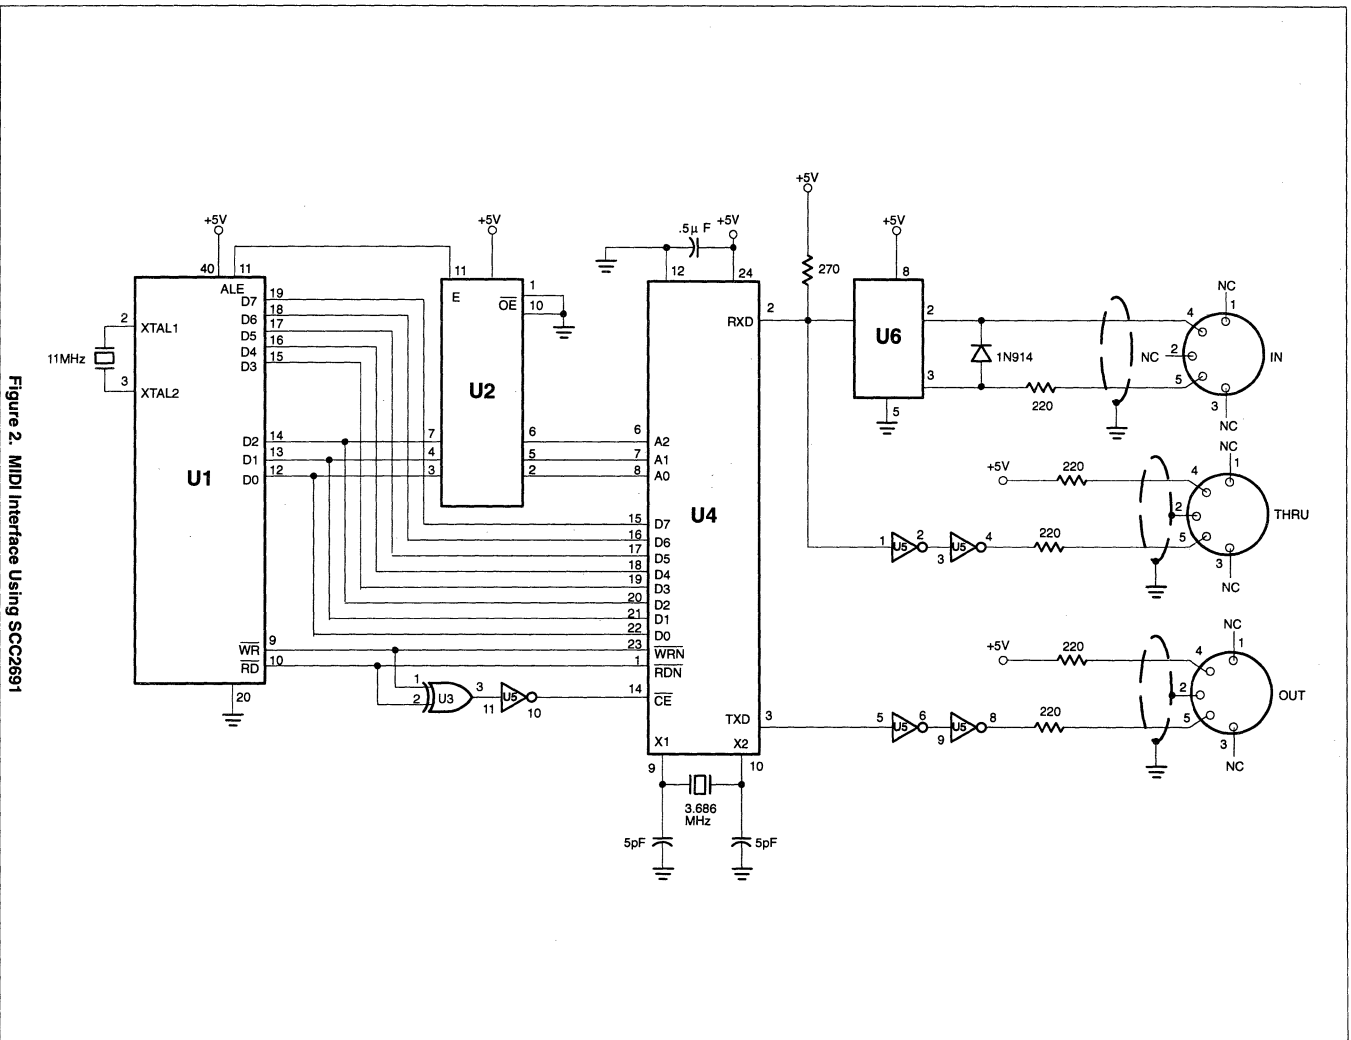 +5V
40
11
ALE
2
XTAL1
11MHz
3
XTAL2
D7
19
D6
18
D5
17
D4
16
D3
15
D2
14
D1
13
D0
12
U1
WR
9
RD
10
20
+5V
11
E
1
OE
10
U2
7
4
3
6
5
2
1
2
U3
3
11
U5
10
.5µ F
+5V
12
24
RXD
2
6
A2
7
A1
8
A0
U4
15
D7
16
D6
17
D5
18
D4
19
D3
20
D2
21
D1
22
D0
23
WRN
1
RDN
14
CE
TXD
3
X1
X2
9
10
3.686
MHz
5pF
5pF
+5V
270
+5V
8
U6
2
3
5
1N914
220
NC
1
4
NC
2
5
3
NC
IN
+5V
220
NC
1
4
2
5
3
NC
THRU
1
U5
2
3
U5
4
220
+5V
220
NC
1
4
2
5
3
NC
OUT
5
U5
6
9
U5
8
220
Figure 2. MIDI Interface Using SCC2691